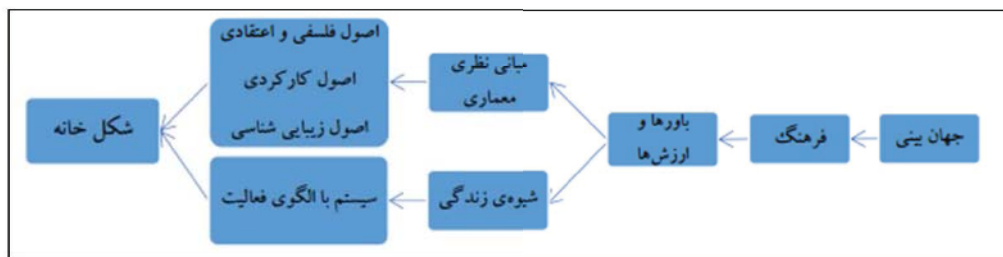 جهان بینی
فرهنگ
باورها و
ارزش‌ها
مبانی نظری
معماری
اصول فلسفی و اعتقادی
اصول کارکردی
اصول زیبایی شناسی
شیوه‌ی زندگی
سیستم با الگوی فعالیت
شکل خانه